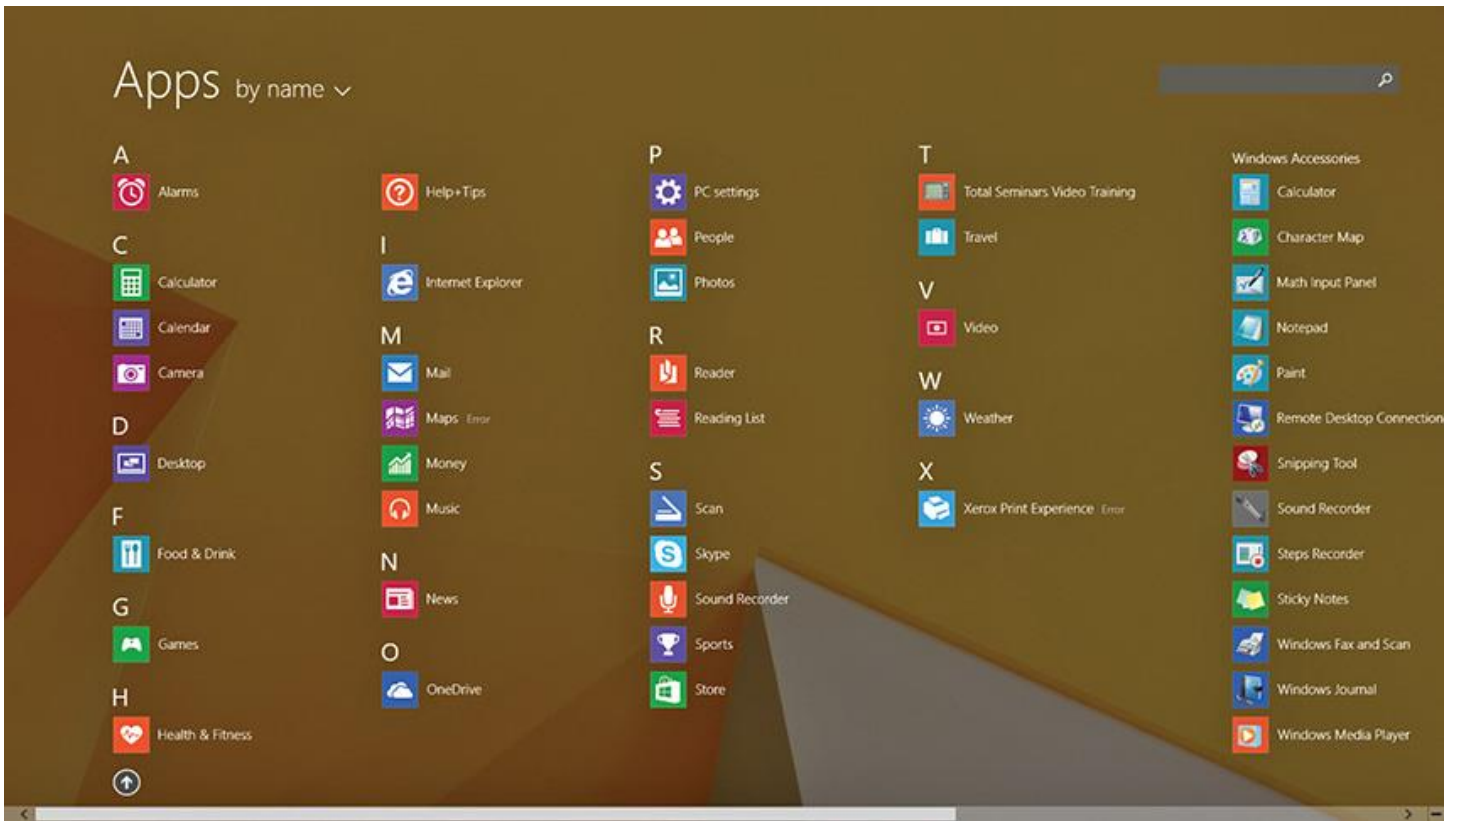 Apps by name
A
Alarms
C
Calculator
Calendar
Camera
D
Desktop
F
Food & Drink
G
Games
H
Health & Fitness
Help+Tips
I
Internet Explorer
M
Mail
Maps Error
Money
Music
N
News
O
OneDrive
P
PC settings
People
Photos
R
Reader
Reading List
S
Scan
Skype
Sound Recorder
Sports
Store
T
Total Seminars Video Training
Travel
V
Video
W
Weather
X
Xerox Print Experience Error
Windows Accessories
Calculator
Character Map
Math Input Panel
Notepad
Paint
Remote Desktop Connection
Snipping Tool
Sound Recorder
Steps Recorder
Sticky Notes
Windows Fax and Scan
Windows Journal
Windows Media Player